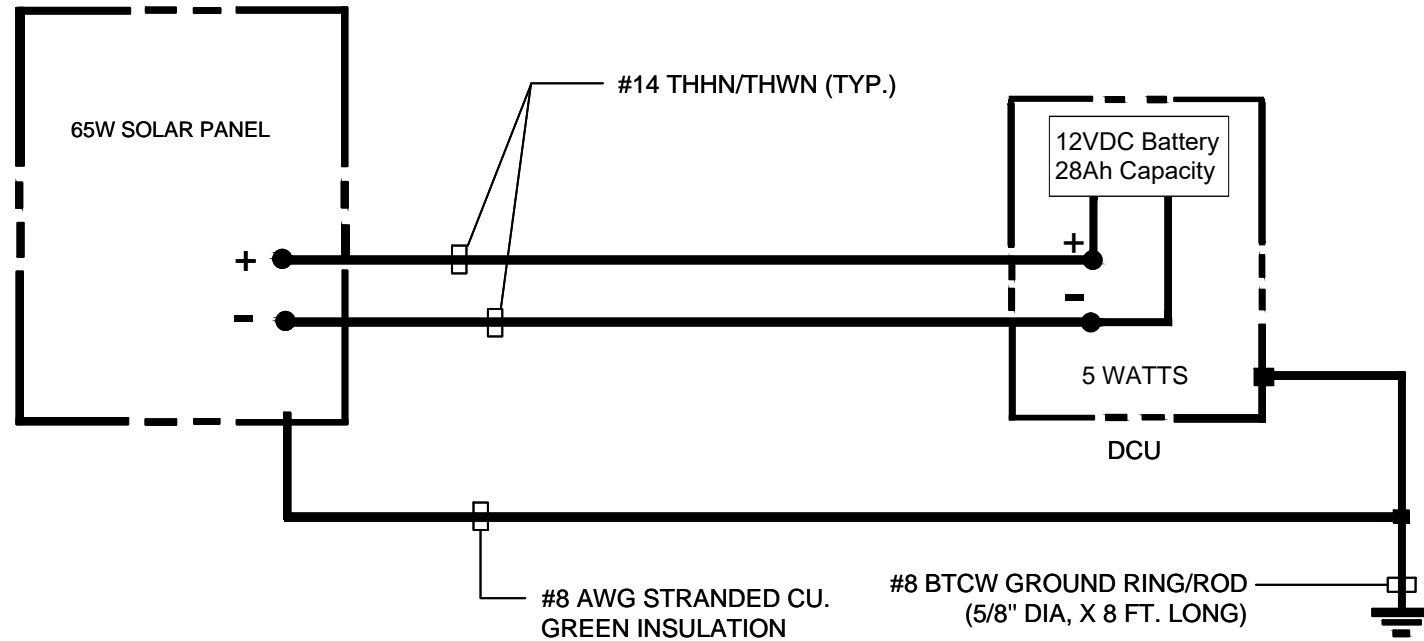 #14 THHN/THWN (TYP.)
65W SOLAR PANEL
12VDC Battery
28Ah Capacity
+
-
+
-
5 WATTS
DCU
#8 AWG STRANDED CU.
GREEN INSULATION
#8 BTCW GROUND RING/ROD
(5/8" DIA, X 8 FT. LONG)